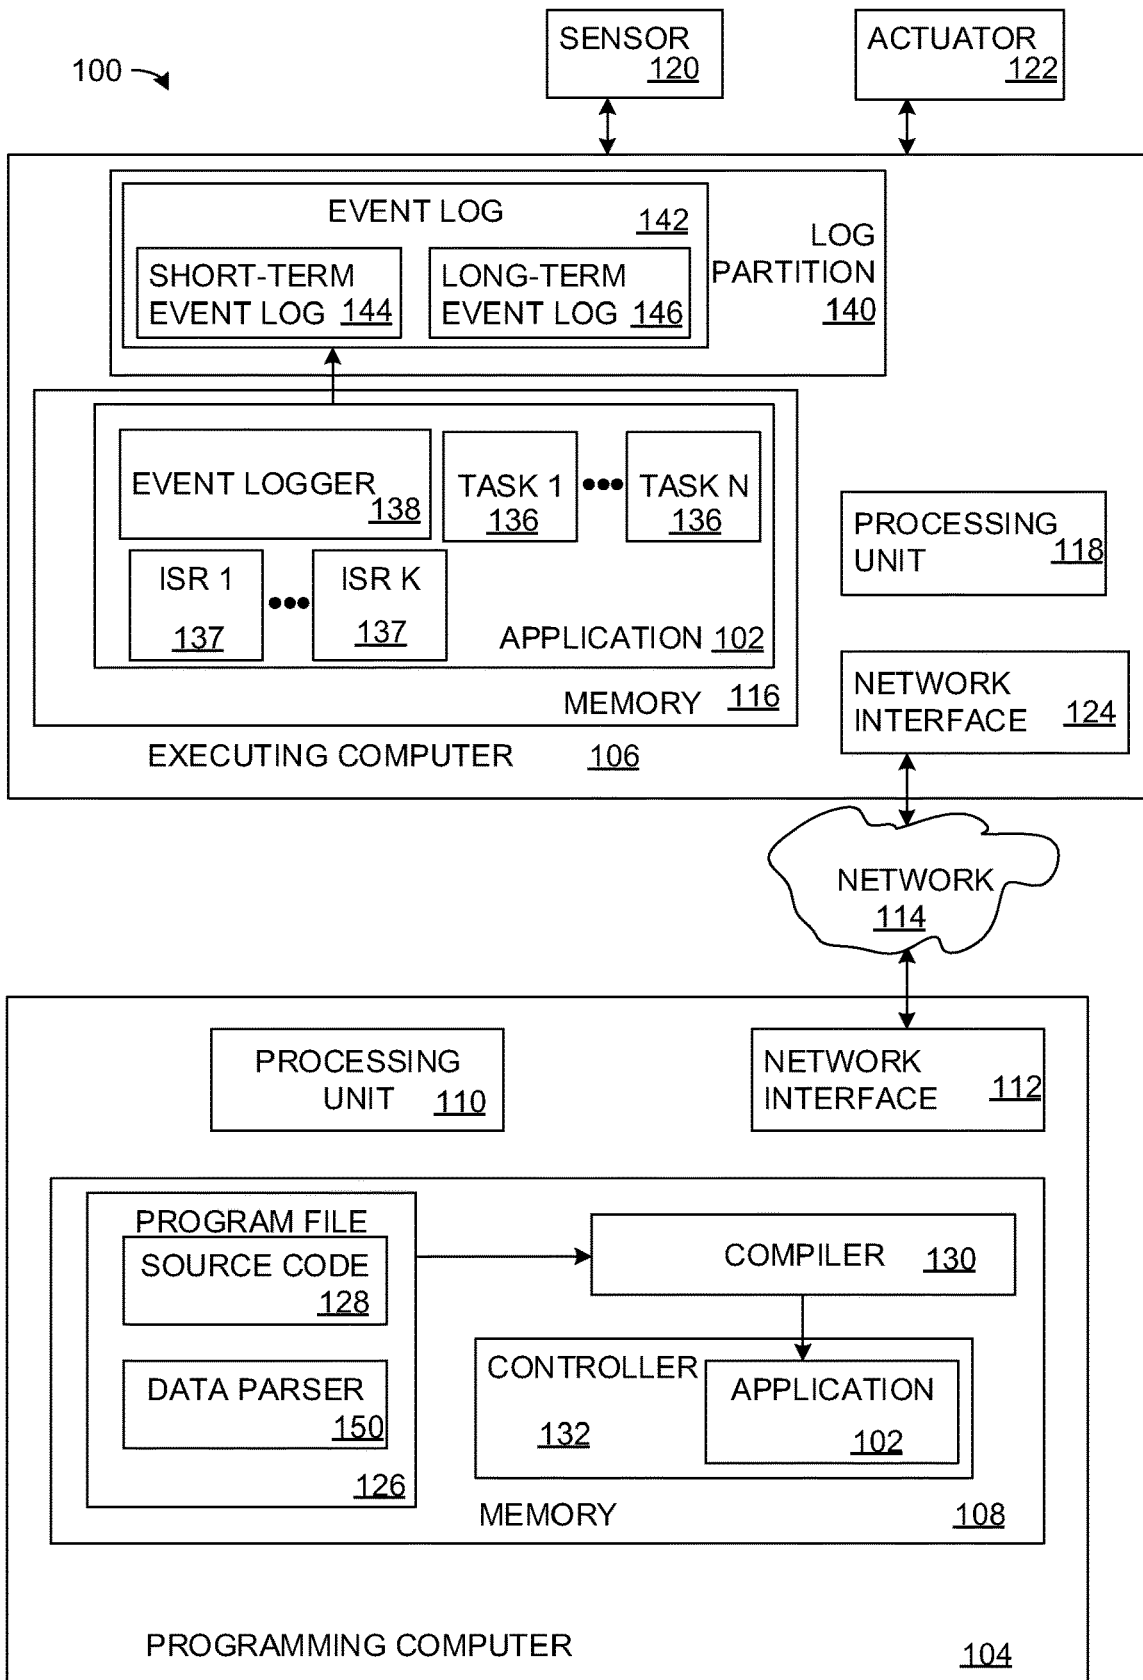 100
SENSOR
120
ACTUATOR
122
EVENT LOG
142
SHORT-TERM
EVENT LOG 144
LONG-TERM
EVENT LOG 146
LOG
PARTITION
140
EVENT LOGGER
138
TASK 1
136
TASK N
136
ISR 1
137
ISR K
137
APPLICATION 102
MEMORY 116
EXECUTING COMPUTER 106
PROCESSING
UNIT 118
NETWORK
INTERFACE 124
NETWORK
114
PROCESSING
UNIT 110
NETWORK
INTERFACE 112
PROGRAM FILE
SOURCE CODE
128
DATA PARSER
150
126
COMPILER 130
CONTROLLER
132
APPLICATION
102
MEMORY 108
PROGRAMMING COMPUTER 104